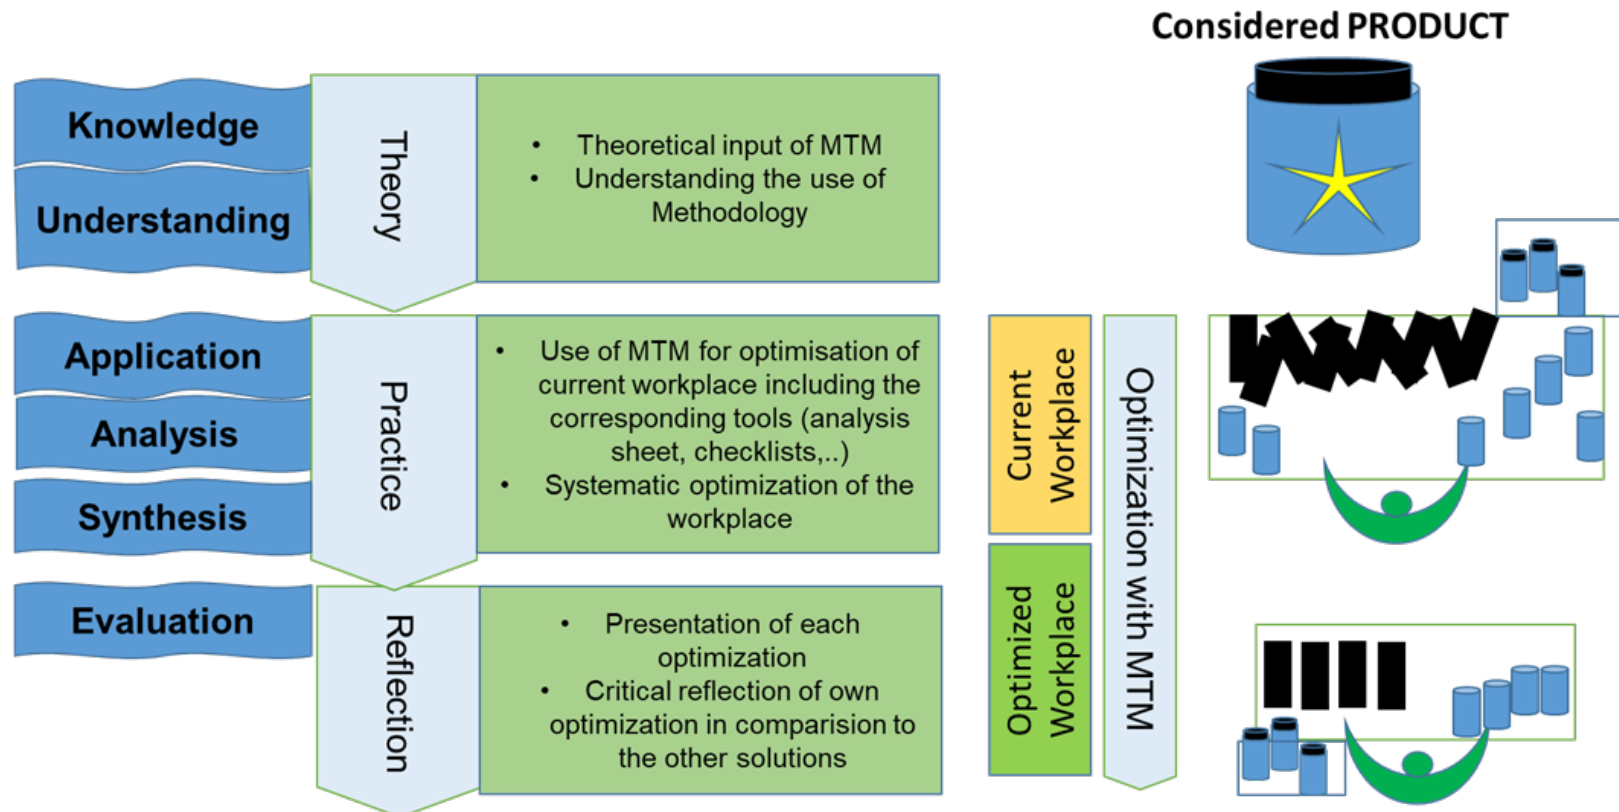 Considered PRODUCT
Knowledge
Understanding
Theory
• Theoretical input of MTM
• Understanding the use of
Methodology
Application
Analysis
Synthesis
Practice
• Use of MTM for optimisation of
current workplace including the
corresponding tools (analysis
sheet, checklists,..)
• Systematic optimization of the
workplace
Evaluation
Reflection
• Presentation of each
optimization
• Critical reflection of own
optimization in comparision to
the other solutions
Current
Workplace
Optimized
Workplace
Optimization with MTM